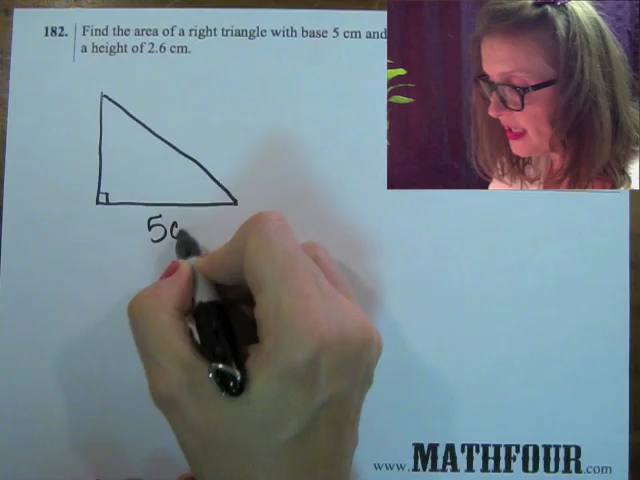 182. Find the area of a right triangle with base 5 cm and
a height of 2.6 cm.
5c
www.MATHFOUR.com